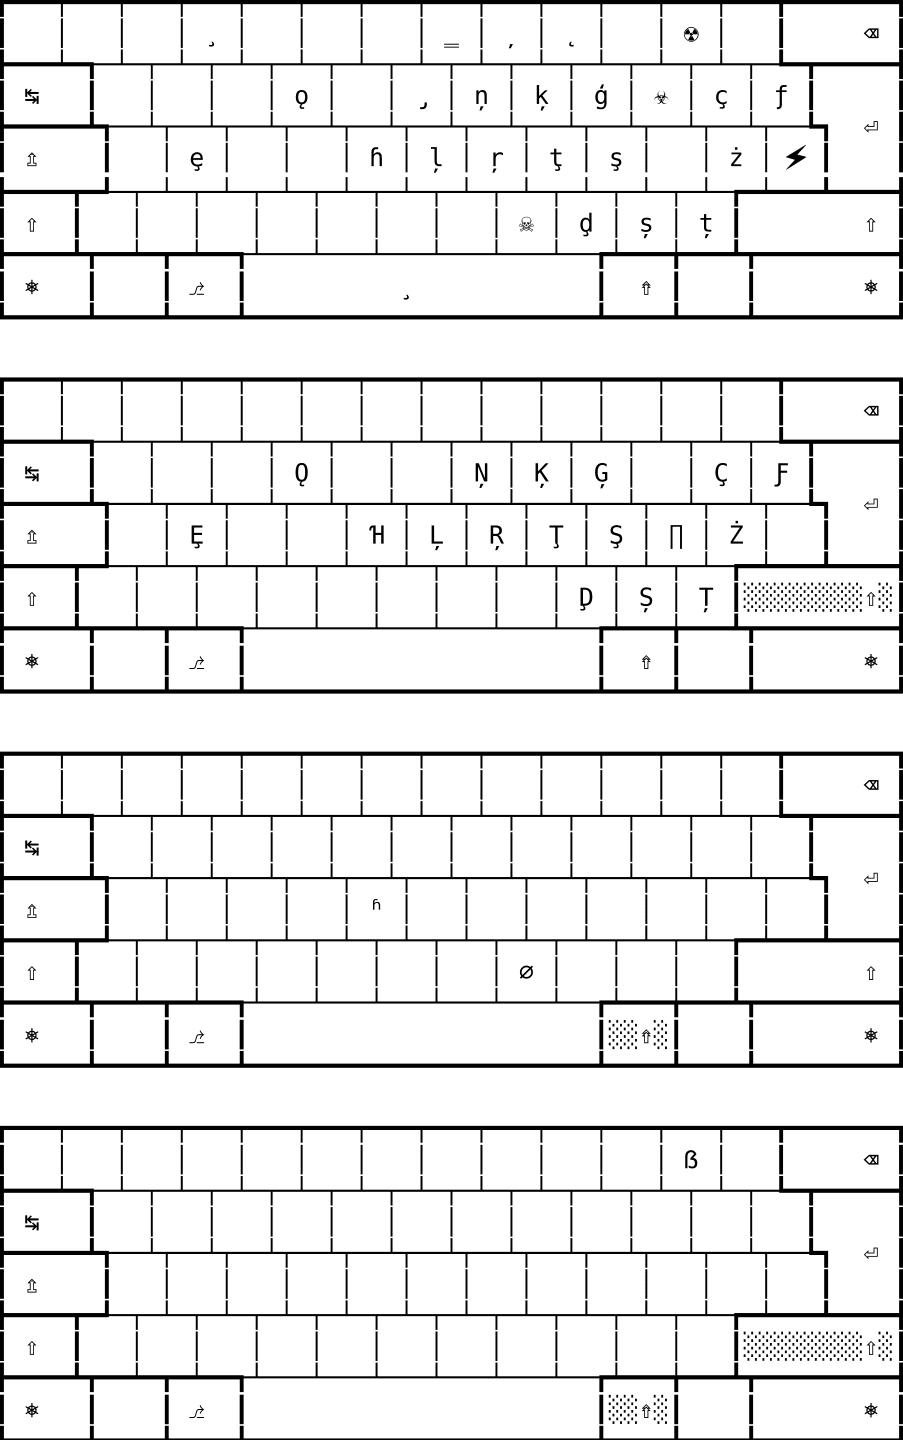 ¸ ‗ ̦ ˛ ☢ ⌫
↹ ǫ ¸ ņ ķ ģ ☣ ç ƒ
⇫ ȩ ɦ ļ ŗ ţ ş ż ⚡ ⏎
⇧ ☠ ḑ ș ț ⇧
⎈ ⎇ ¸ ⇮ ⎈
⌫
↹ Ǫ Ņ Ķ Ģ Ç Ƒ
⇫ Ȩ Ɦ Ļ Ŗ Ţ Ş ∏ Ż ⏎
⇧ Ḑ Ș Ț ⇧
⎈ ⎇ ⇮ ⎈
⌫
↹
⇫ ʱ ⏎
⇧ ∅ ⇧
⎈ ⎇ ⇮ ⎈
ẞ ⌫
↹
⇫ ⏎
⇧ ⇧
⎈ ⎇ ⇮ ⎈